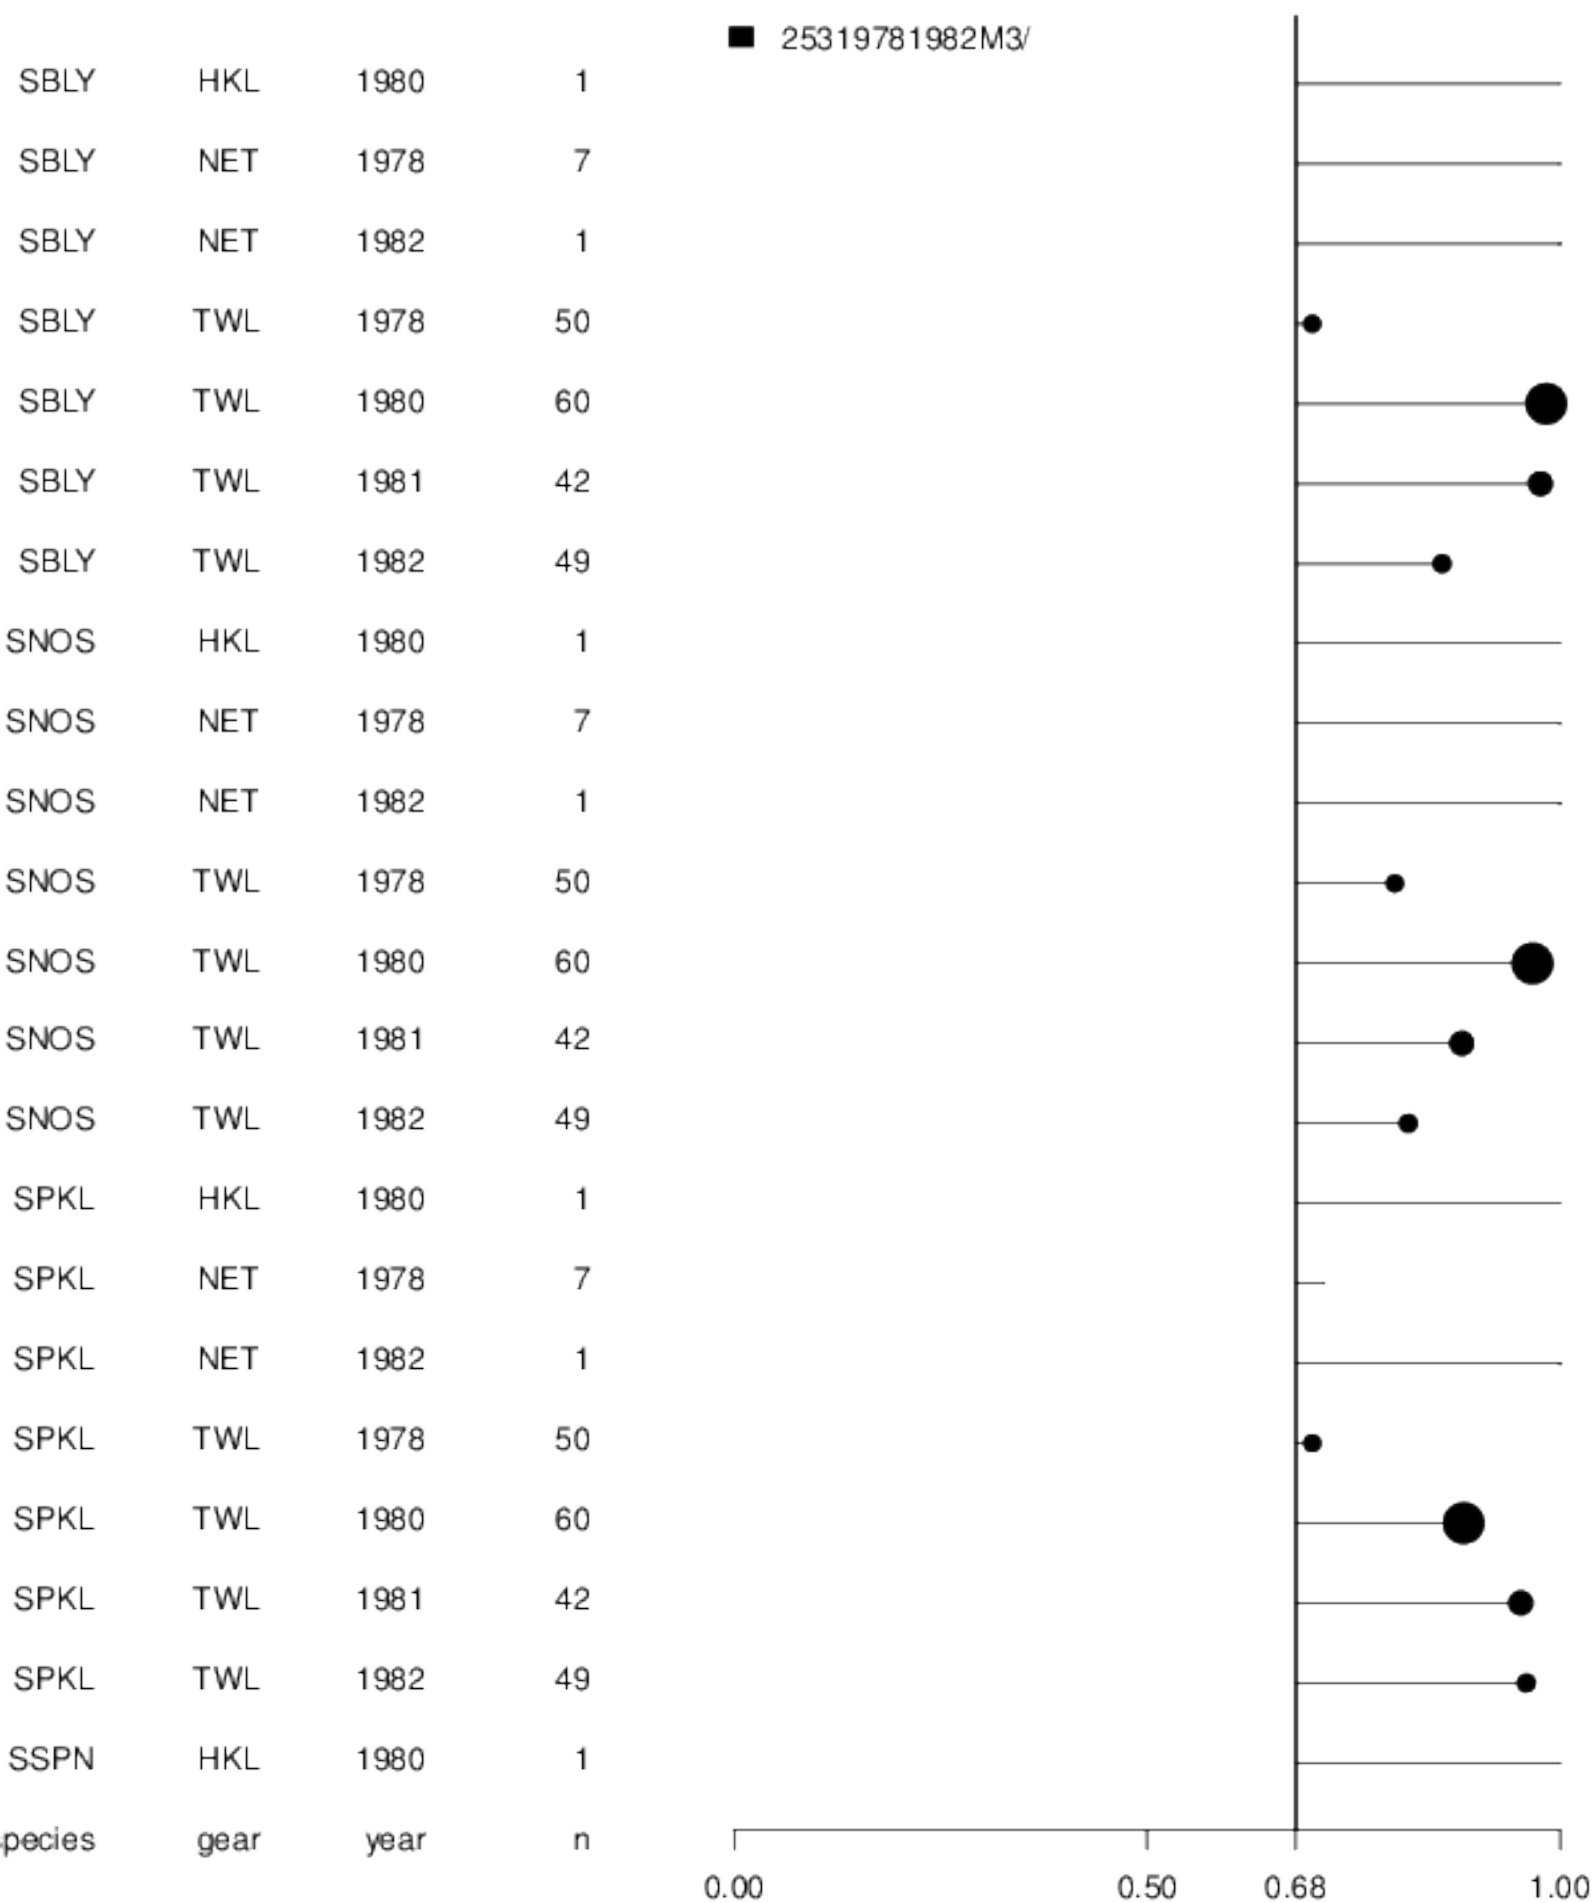 25319781982M3/
SBLY HKL 1980 1
SBLY NET 1978 7
SBLY NET 1982 1
SBLY TWL 1978 50
SBLY TWL 1980 60
SBLY TWL 1981 42
SBLY TWL 1982 49
SNOS HKL 1980 1
SNOS NET 1978 7
SNOS NET 1982 1
SNOS TWL 1978 50
SNOS TWL 1980 60
SNOS TWL 1981 42
SNOS TWL 1982 49
SPKL HKL 1980 1
SPKL NET 1978 7
SPKL NET 1982 1
SPKL TWL 1978 50
SPKL TWL 1980 60
SPKL TWL 1981 42
SPKL TWL 1982 49
SSPN HKL 1980 1
pecies gear year n
0.00 0.50 0.68 1.00